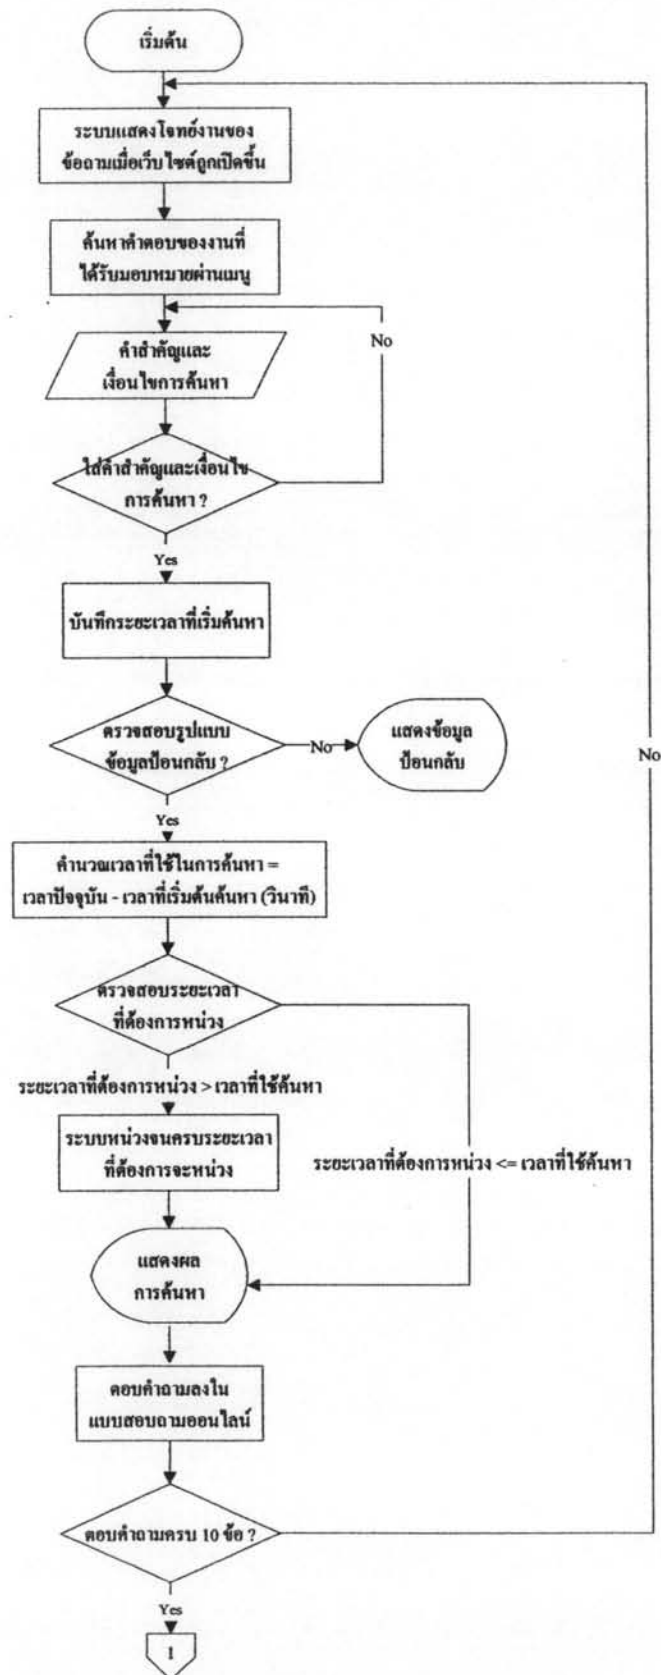 เริ่มต้น
ระบบแสดงโจทย์งานของ
ข้อถามเมื่อเว็บไซต์ถูกเปิดขึ้น
ค้นหาคำตอบของงานที่
ได้รับมอบหมายผ่านเมนู
No
คำสำคัญและ
เงื่อนไขการค้นหา
ใส่คำสำคัญและเงื่อนไข
การค้นหา ?
Yes
บันทึกระยะเวลาที่เริ่มค้นหา
ตรวจสอบรูปแบบ
ข้อมูลป้อนกลับ ?
No
แสดงข้อมูล
ป้อนกลับ
No
Yes
คำนวณเวลาที่ใช้ในการค้นหา =
เวลาปัจจุบัน - เวลาที่เริ่มต้นค้นหา (วินาที)
ตรวจสอบระยะเวลา
ที่ต้องการหน่วง
ระยะเวลาที่ต้องการหน่วง > เวลาที่ใช้ค้นหา
ระบบหน่วงจนครบระยะเวลา
ที่ต้องการจะหน่วง
ระยะเวลาที่ต้องการหน่วง <= เวลาที่ใช้ค้นหา
แสดงผล
การค้นหา
ตอบคำถามลงใน
แบบสอบถามออนไลน์
ตอบคำถามครบ 10 ข้อ ?
Yes
1